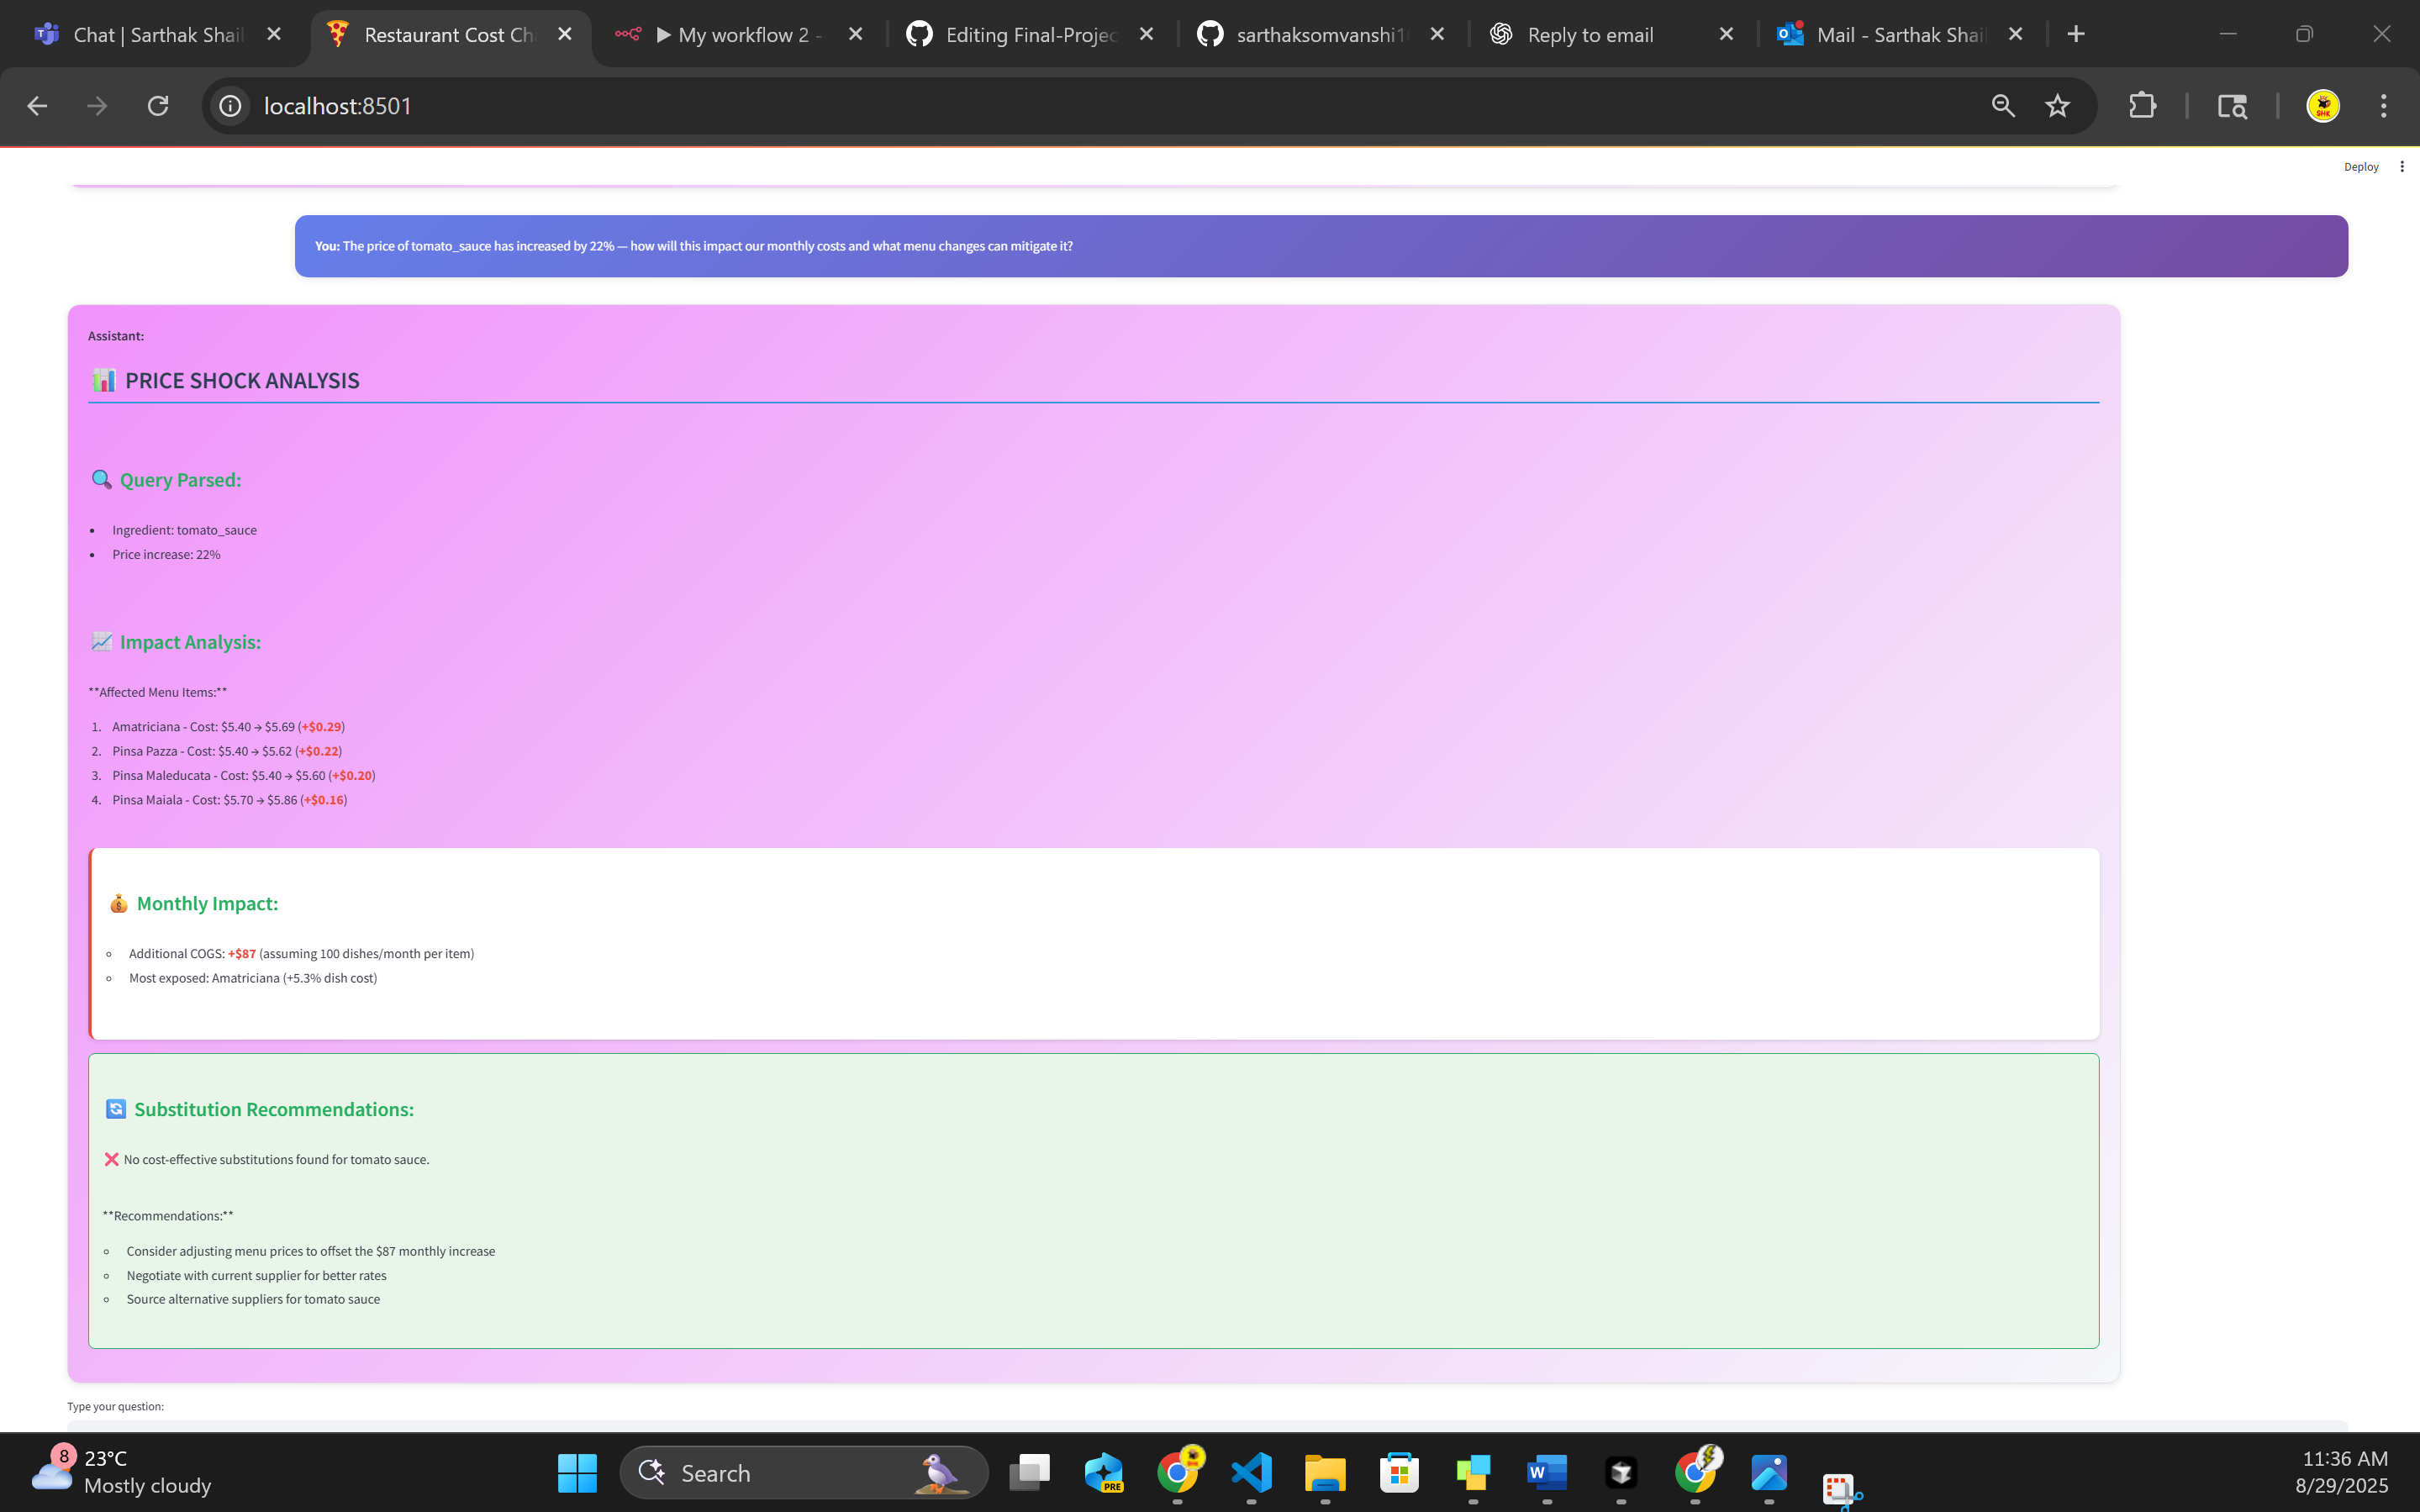 Chat | Sarthak Shail
Restaurant Cost Ch
My workflow 2 -
Editing Final-Projec
sarthaksomvanshi1
Reply to email
Mail - Sarthak Shai
localhost:8501
Deploy
You: The price of tomato_sauce has increased by 22% — how will this impact our monthly costs and what menu changes can mitigate it?
Assistant:
PRICE SHOCK ANALYSIS
Query Parsed:
Ingredient: tomato_sauce
Price increase: 22%
Impact Analysis:
**Affected Menu Items:**
1. Amatriciana - Cost: $5.40 → $5.69 (+$0.29)
2. Pinsa Pazza - Cost: $5.40 → $5.62 (+$0.22)
3. Pinsa Maleducata - Cost: $5.40 → $5.60 (+$0.20)
4. Pinsa Maiala - Cost: $5.70 → $5.86 (+$0.16)
Monthly Impact:
Additional COGS: +$87 (assuming 100 dishes/month per item)
Most exposed: Amatriciana (+5.3% dish cost)
Substitution Recommendations:
❌ No cost-effective substitutions found for tomato sauce.
**Recommendations:**
Consider adjusting menu prices to offset the $87 monthly increase
Negotiate with current supplier for better rates
Source alternative suppliers for tomato sauce
Type your question:
8
23°C
Mostly cloudy
Search
PRE
11:36 AM
8/29/2025